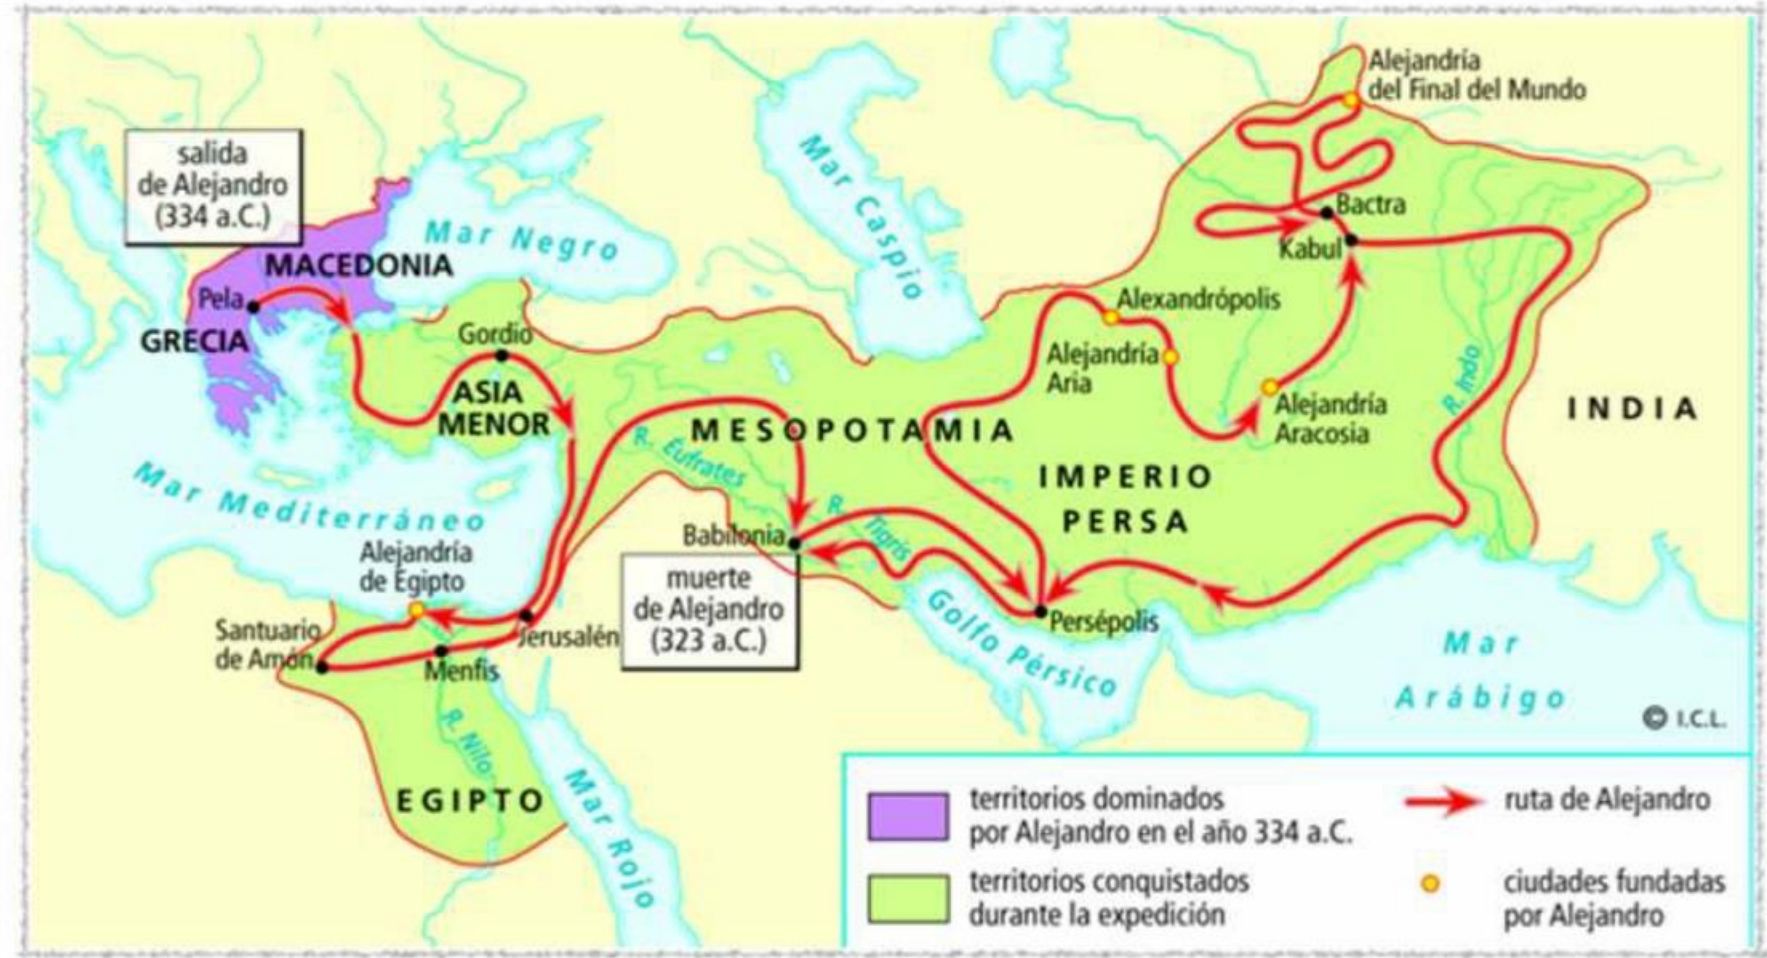 Alejandría
del Final del Mundo
salida
de Alejandro
(334 a.C.)
Mar Caspio
Mar Negro
MACEDONIA
Bactra
Kabul
Pela
GRECIA
Gordio
Alexandrópolis
Alejandría
Aria
ASIA
MENOR
Alejandría
Aracosia
R. Indo
INDIA
MESOPOTAMIA
R. Éufrates
IMPERIO
PERSA
Mar Mediterráneo
R. Tigris
Babilonia
Alejandría
de Egipto
muerte
de Alejandro
(323 a.C.)
Golfo Pérsico
Persépolis
Santuario
de Amón
Jerusalén
Menfis
Mar
Arábigo
© I.C.L.
R. Nilo
EGIPTO
Mar Rojo
territorios dominados
por Alejandro en el año 334 a.C.
ruta de Alejandro
territorios conquistados
durante la expedición
ciudades fundadas
por Alejandro